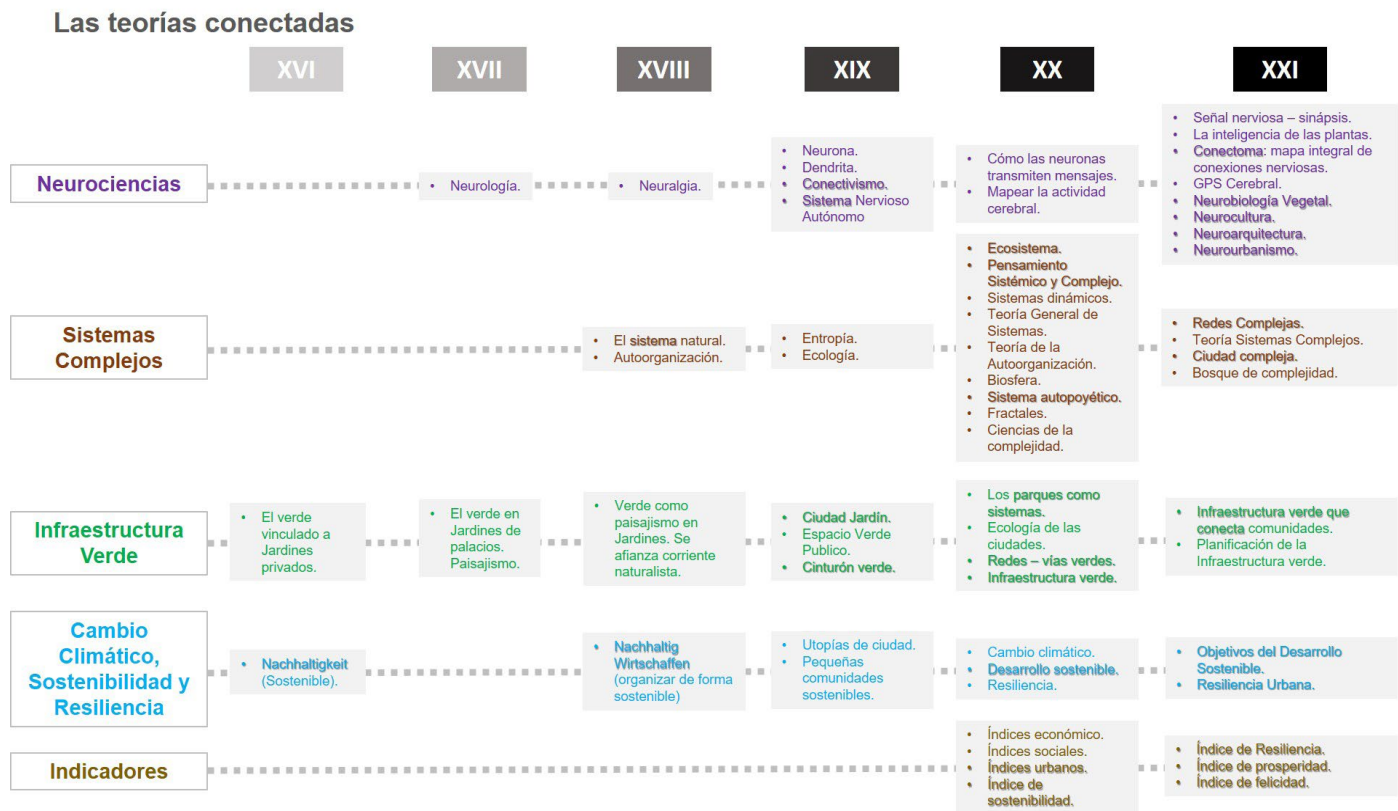 Las teorías conectadas
XVI
XVII
XVIII
XIX
XX
XXI
Neurociencias
• Neurología.
• Neuralgia.
• Neurona.
• Dendrita.
• Conectivismo.
• Sistema Nervioso
Autónomo
• Cómo las neuronas
transmiten mensajes.
• Mapear la actividad
cerebral.
• Señal nerviosa – sinápsis.
• La inteligencia de las plantas.
• Conectoma: mapa integral de
conexiones nerviosas.
• GPS Cerebral.
• Neurobiología Vegetal.
• Neurocultura.
• Neuroarquitectura.
• Neurourbanismo.
Sistemas
Complejos
• El sistema natural.
• Autoorganización.
• Entropía.
• Ecología.
• Ecosistema.
• Pensamiento
Sistémico y Complejo.
• Sistemas dinámicos.
• Teoría General de
Sistemas.
• Teoría de la
Autoorganización.
• Biosfera.
• Sistema autopoyético.
• Fractales.
• Ciencias de la
complejidad.
• Redes Complejas.
• Teoría Sistemas Complejos.
• Ciudad compleja.
• Bosque de complejidad.
Infraestructura
Verde
• El verde
vinculado a
Jardines
privados.
• El verde en
Jardines de
palacios.
Paisajismo.
• Verde como
paisajismo en
Jardines. Se
afianza corriente
naturalista.
• Ciudad Jardín.
• Espacio Verde
Publico.
• Cinturón verde.
• Los parques como
sistemas.
• Ecología de las
ciudades.
• Redes – vías verdes.
• Infraestructura verde.
• Infraestructura verde que
conecta comunidades.
• Planificación de la
Infraestructura verde.
Cambio
Climático,
Sostenibilidad y
Resiliencia
• Nachhaltigkeit
(Sostenible).
• Nachhaltig
Wirtschaffen
(organizar de forma
sostenible)
• Utopías de ciudad.
• Pequeñas
comunidades
sostenibles.
• Cambio climático.
• Desarrollo sostenible.
• Resiliencia.
• Objetivos del Desarrollo
Sostenible.
• Resiliencia Urbana.
Indicadores
• Índices económico.
• Índices sociales.
• Índices urbanos.
• Índice de
sostenibilidad.
• Índice de Resiliencia.
• Índice de prosperidad.
• Índice de felicidad.